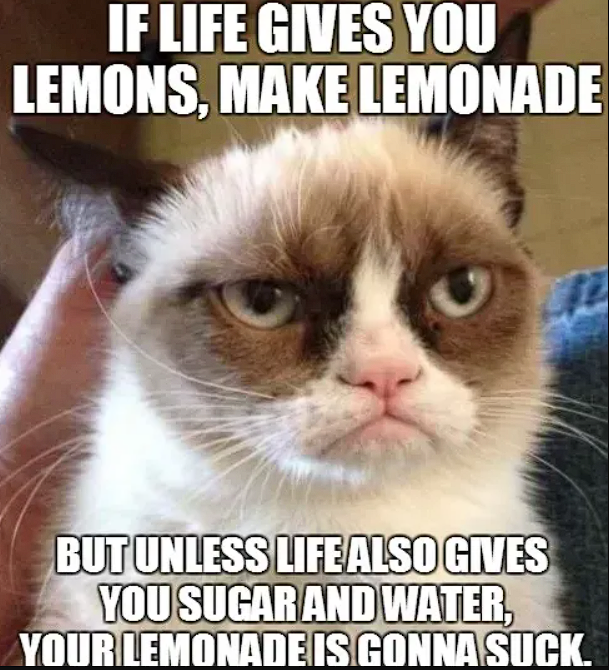 IF LIFE GIVES YOU
LEMONS, MAKE LEMONADE
BUT UNLESS LIFE ALSO GIVES
YOU SUGAR AND WATER,
YOUR LEMONADE IS GONNA SUCK.